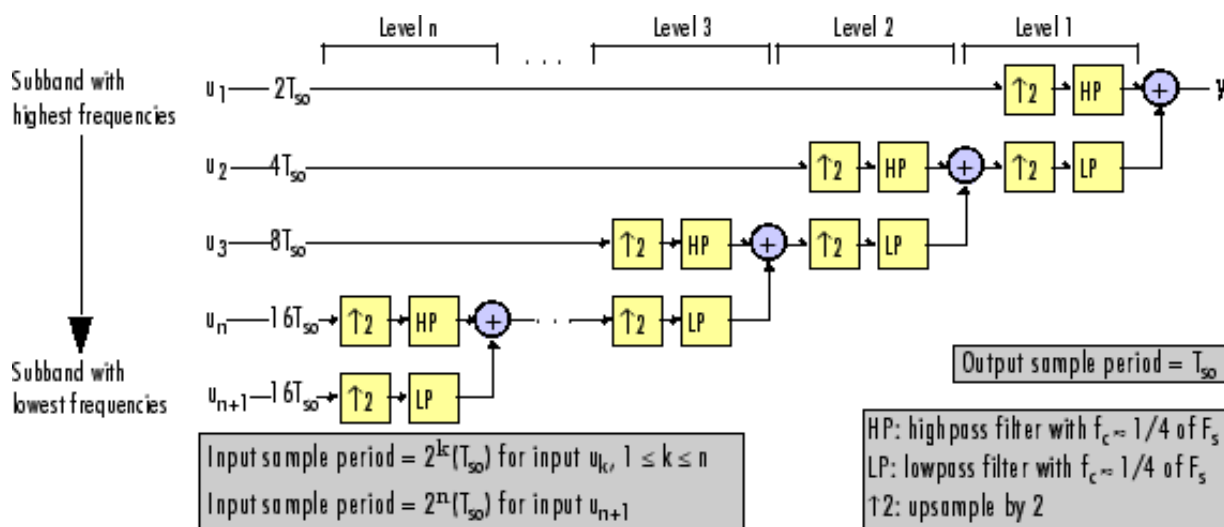 Level n . . . . Level 3 Level 2 Level 1
Subband with
highest frequencies
u1 2Tso ↑2 HP + y
u2 4Tso ↑2 HP + ↑2 LP
u3 8Tso ↑2 HP + ↑2 LP
un 16Tso ↑2 HP + . . . ↑2 LP
Subband with
lowest frequencies
un+1 16Tso ↑2 LP
Output sample period = Tso
Input sample period = 2^k(Tso) for input uk, 1 ≤ k ≤ n
Input sample period = 2^n(Tso) for input un+1
HP: highpass filter with fc ≈ 1/4 of Fs
LP: lowpass filter with fc ≈ 1/4 of Fs
↑2: upsample by 2